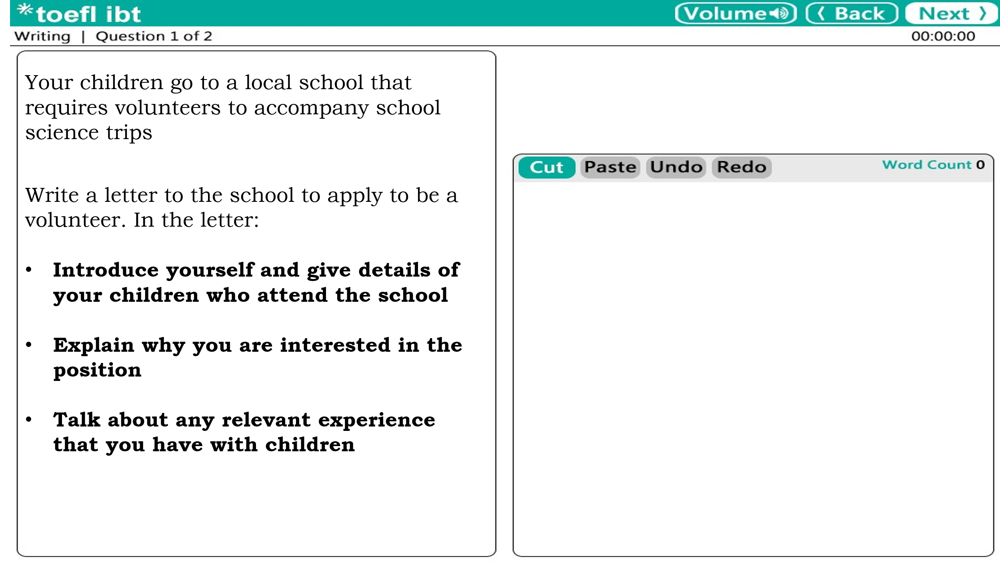 *toefl ibt
Volume
Back
Next
Writing | Question 1 of 2
00:00:00
Your children go to a local school that
requires volunteers to accompany school
science trips
Write a letter to the school to apply to be a
volunteer. In the letter:
• Introduce yourself and give details of
your children who attend the school
• Explain why you are interested in the
position
• Talk about any relevant experience
that you have with children
Cut
Paste
Undo
Redo
Word Count 0